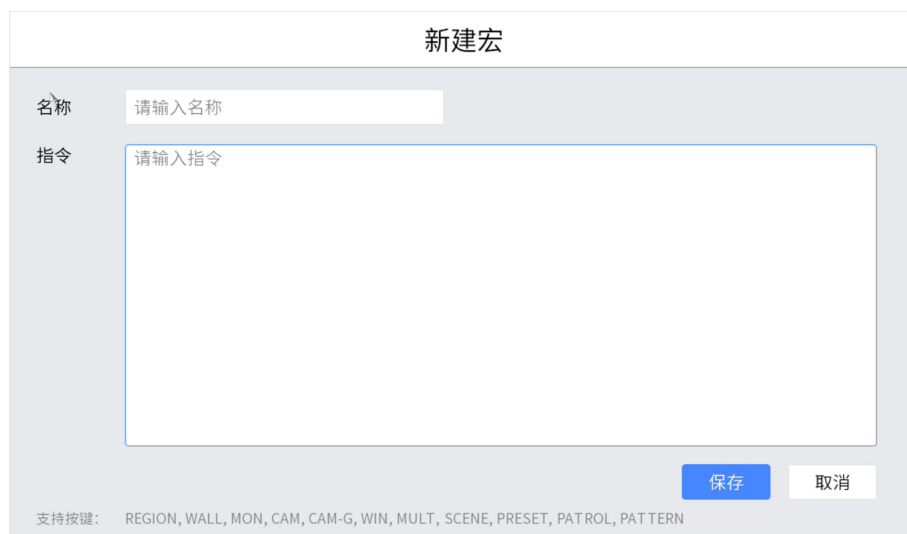 新建宏
名称 请输入名称
指令 请输入指令
保存 取消
支持按键: REGION, WALL, MON, CAM, CAM-G, WIN, MULT, SCENE, PRESET, PATROL, PATTERN